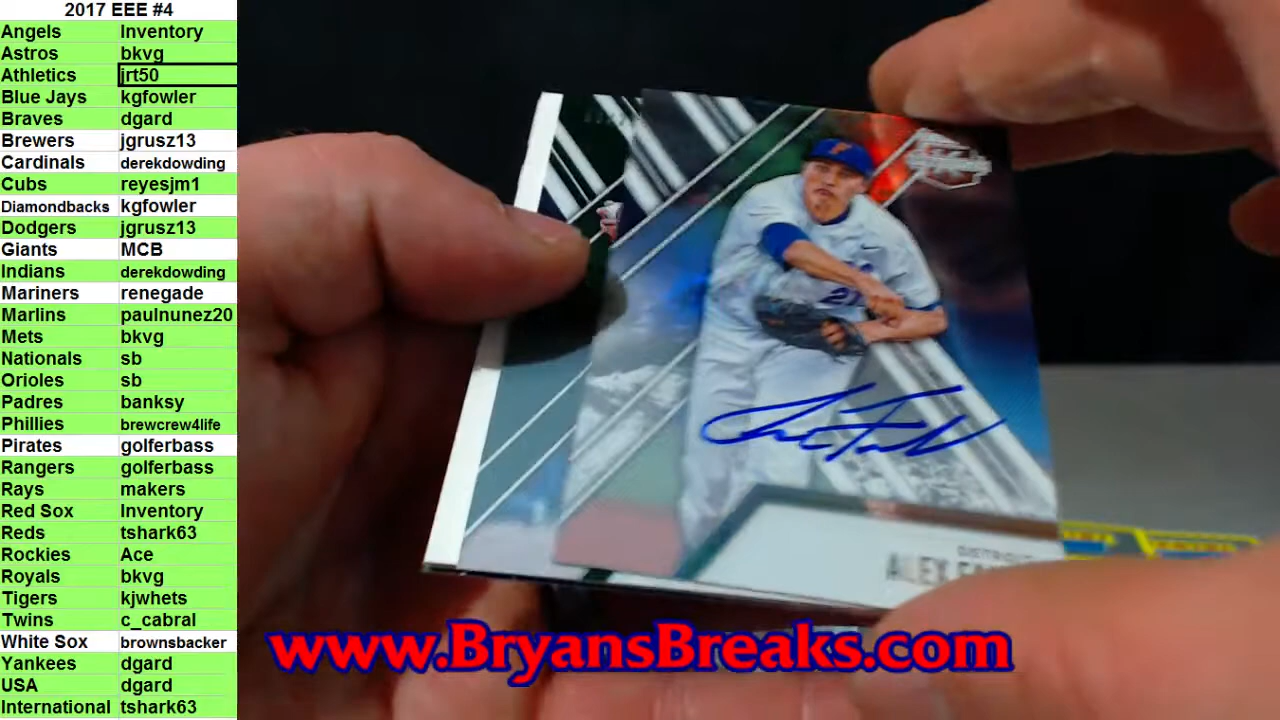 2017 EEE #4
Angels Inventory
Astros bkvg
Athletics jrt50
Blue Jays kgfowler
Braves dgard
Brewers jgrusz13
Cardinals derekdowding
Cubs reyesjm1
Diamondbacks kgfowler
Dodgers jgrusz13
Giants MCB
Indians derekdowding
Mariners renegade
Marlins paulnunez20
Mets bkvg
Nationals sb
Orioles sb
Padres banksy
Phillies brewcrew4life
Pirates golferbass
Rangers golferbass
Rays makers
Red Sox Inventory
Reds tshark63
Rockies Ace
Royals bkvg
Tigers kjwhets
Twins c_cabral
White Sox brownsbacker
Yankees dgard
USA dgard
International tshark63
21
ALEX
www.BryansBreaks.com